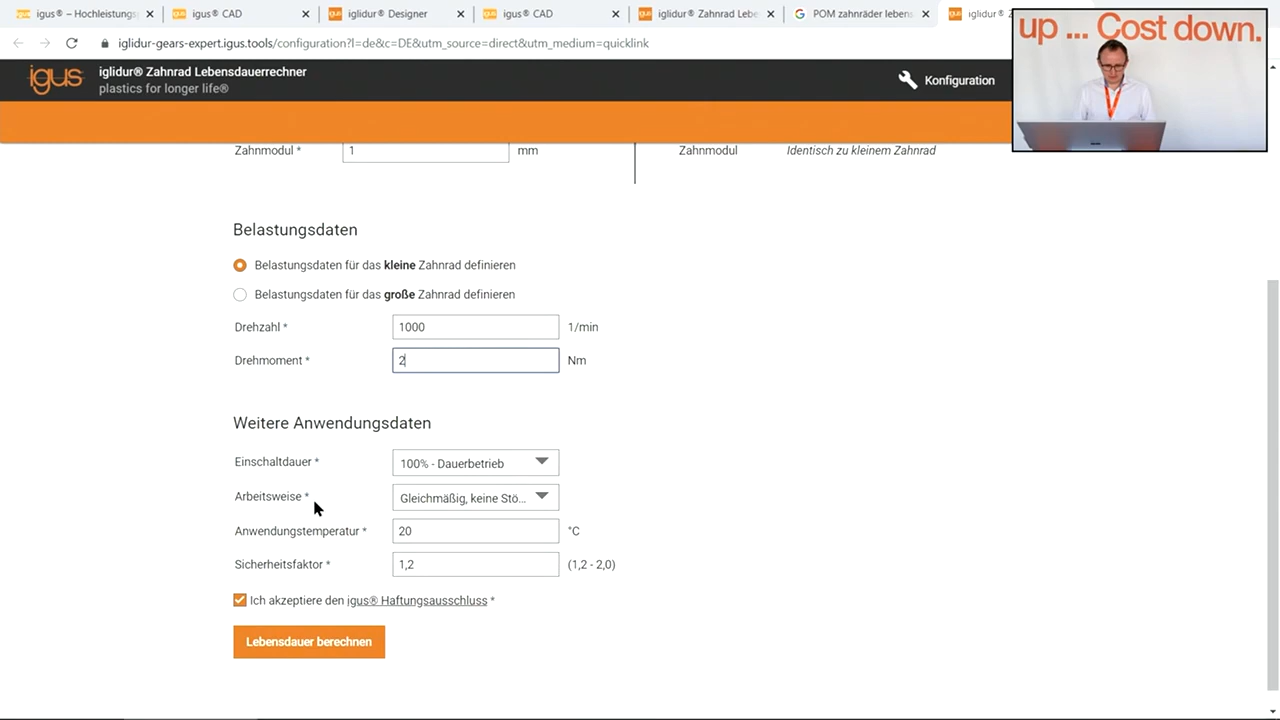 igus® – Hochleistungs
igus® CAD
iglidur® Designer
igus® CAD
iglidur® Zahnrad Lebe
POM zahnräder lebens
iglidur®
iglidur-gears-expert.igus.tools/configuration?l=de&c=DE&utm_source=direct&utm_medium=quicklink
up ... Cost down.
igus
iglidur® Zahnrad Lebensdauerrechner
plastics for longer life®
Konfiguration
Zahnmodul * 1 mm
Zahnmodul Identisch zu kleinem Zahnrad
Belastungsdaten
Belastungsdaten für das kleine Zahnrad definieren
Belastungsdaten für das große Zahnrad definieren
Drehzahl * 1000 1/min
Drehmoment * 2 Nm
Weitere Anwendungsdaten
Einschaltdauer * 100% - Dauerbetrieb
Arbeitsweise * Gleichmäßig, keine Stö...
Anwendungstemperatur * 20 °C
Sicherheitsfaktor * 1,2 (1,2 - 2,0)
Ich akzeptiere den igus® Haftungsausschluss *
Lebensdauer berechnen